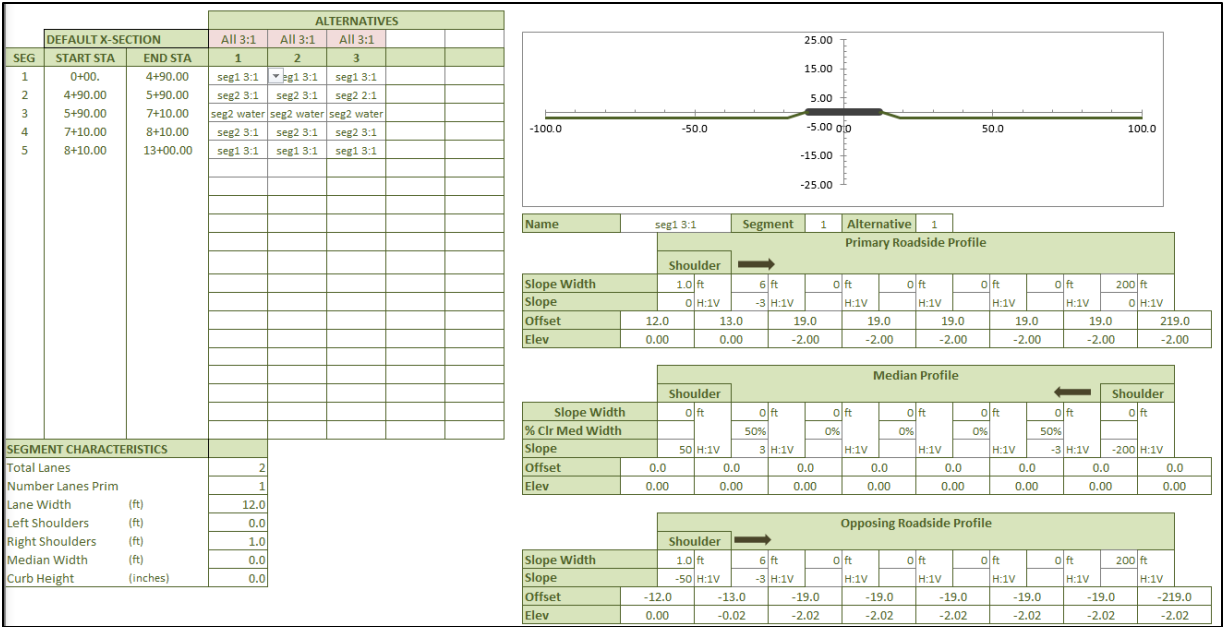 ALTERNATIVES
DEFAULT X-SECTION All 3:1 All 3:1 All 3:1
SEG START STA END STA 1 2 3
1 0+00. 4+90.00 seg1 3:1 eg1 3:1 seg1 3:1
2 4+90.00 5+90.00 seg2 3:1 seg2 3:1 seg2 2:1
3 5+90.00 7+10.00 seg2 water seg2 water seg2 water
4 7+10.00 8+10.00 seg2 3:1 seg2 3:1 seg2 3:1
5 8+10.00 13+00.00 seg1 3:1 seg1 3:1 seg1 3:1
SEGMENT CHARACTERISTICS
Total Lanes 2
Number Lanes Prim 1
Lane Width (ft) 12.0
Left Shoulders (ft) 0.0
Right Shoulders (ft) 1.0
Median Width (ft) 0.0
Curb Height (inches) 0.0
25.00
15.00
5.00
-100.0 -50.0 -5.00 0.0 50.0 100.0
-15.00
-25.00
Name seg1 3:1 Segment 1 Alternative 1
Primary Roadside Profile
Shoulder
Slope Width 1.0 ft 6 ft 0 ft 0 ft 0 ft 0 ft 200 ft
Slope 0 H:1V -3 H:1V H:1V H:1V H:1V H:1V 0 H:1V
Offset 12.0 13.0 19.0 19.0 19.0 19.0 19.0 219.0
Elev 0.00 0.00 -2.00 -2.00 -2.00 -2.00 -2.00 -2.00
Median Profile
Shoulder Shoulder
Slope Width 0 ft 0 ft 0 ft 0 ft 0 ft 0 ft 0 ft
% Clr Med Width 50% 0% 0% 0% 50%
Slope 50 H:1V 3 H:1V H:1V H:1V H:1V -3 H:1V -200 H:1V
Offset 0.0 0.0 0.0 0.0 0.0 0.0 0.0 0.0
Elev 0.00 0.00 0.00 0.00 0.00 0.00 0.00 0.00
Opposing Roadside Profile
Shoulder
Slope Width 1.0 ft 6 ft 0 ft 0 ft 0 ft 0 ft 200 ft
Slope -50 H:1V -3 H:1V H:1V H:1V H:1V H:1V 0 H:1V
Offset -12.0 -13.0 -19.0 -19.0 -19.0 -19.0 -19.0 -219.0
Elev 0.00 -0.02 -2.02 -2.02 -2.02 -2.02 -2.02 -2.02